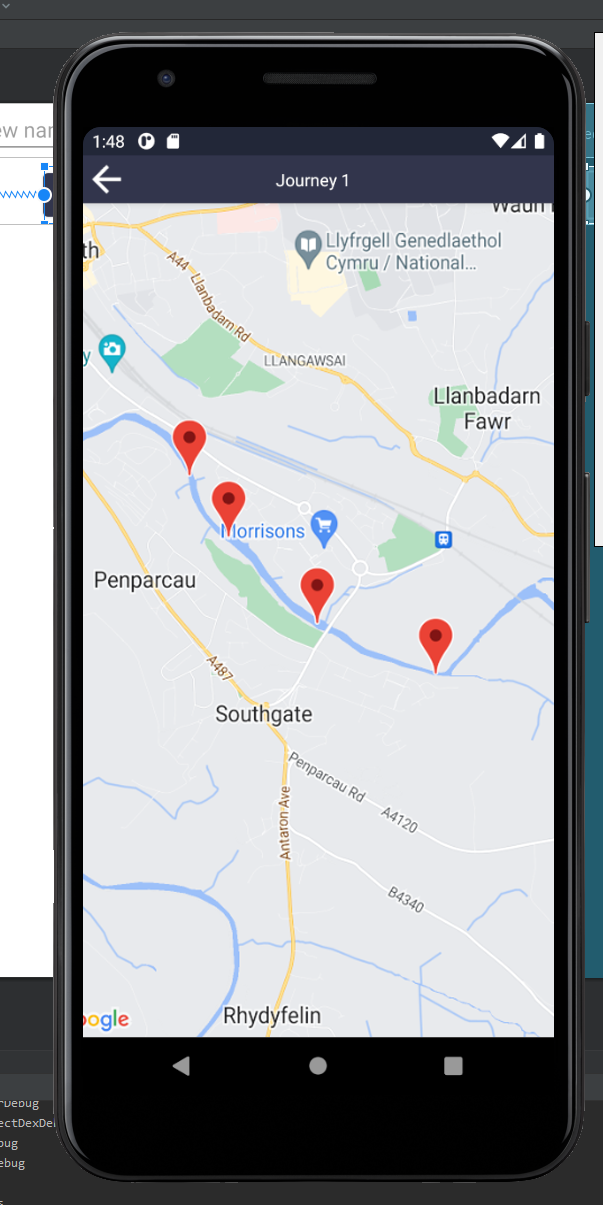 ew nar
1:48
Journey 1
Waun
th
Llyfrgell Genedlaethol
Cymru / National...
A44
Llanbadarn Rd
y
LLANGAWSAI
Llanbadarn
Fawr
Morrisons
Penparcau
A487
Southgate
Penparcau Rd
A4120
Antaron Ave
B4340
oogle
Rhydyfelin
rDebug
ectDexDe
bug
ebug
s